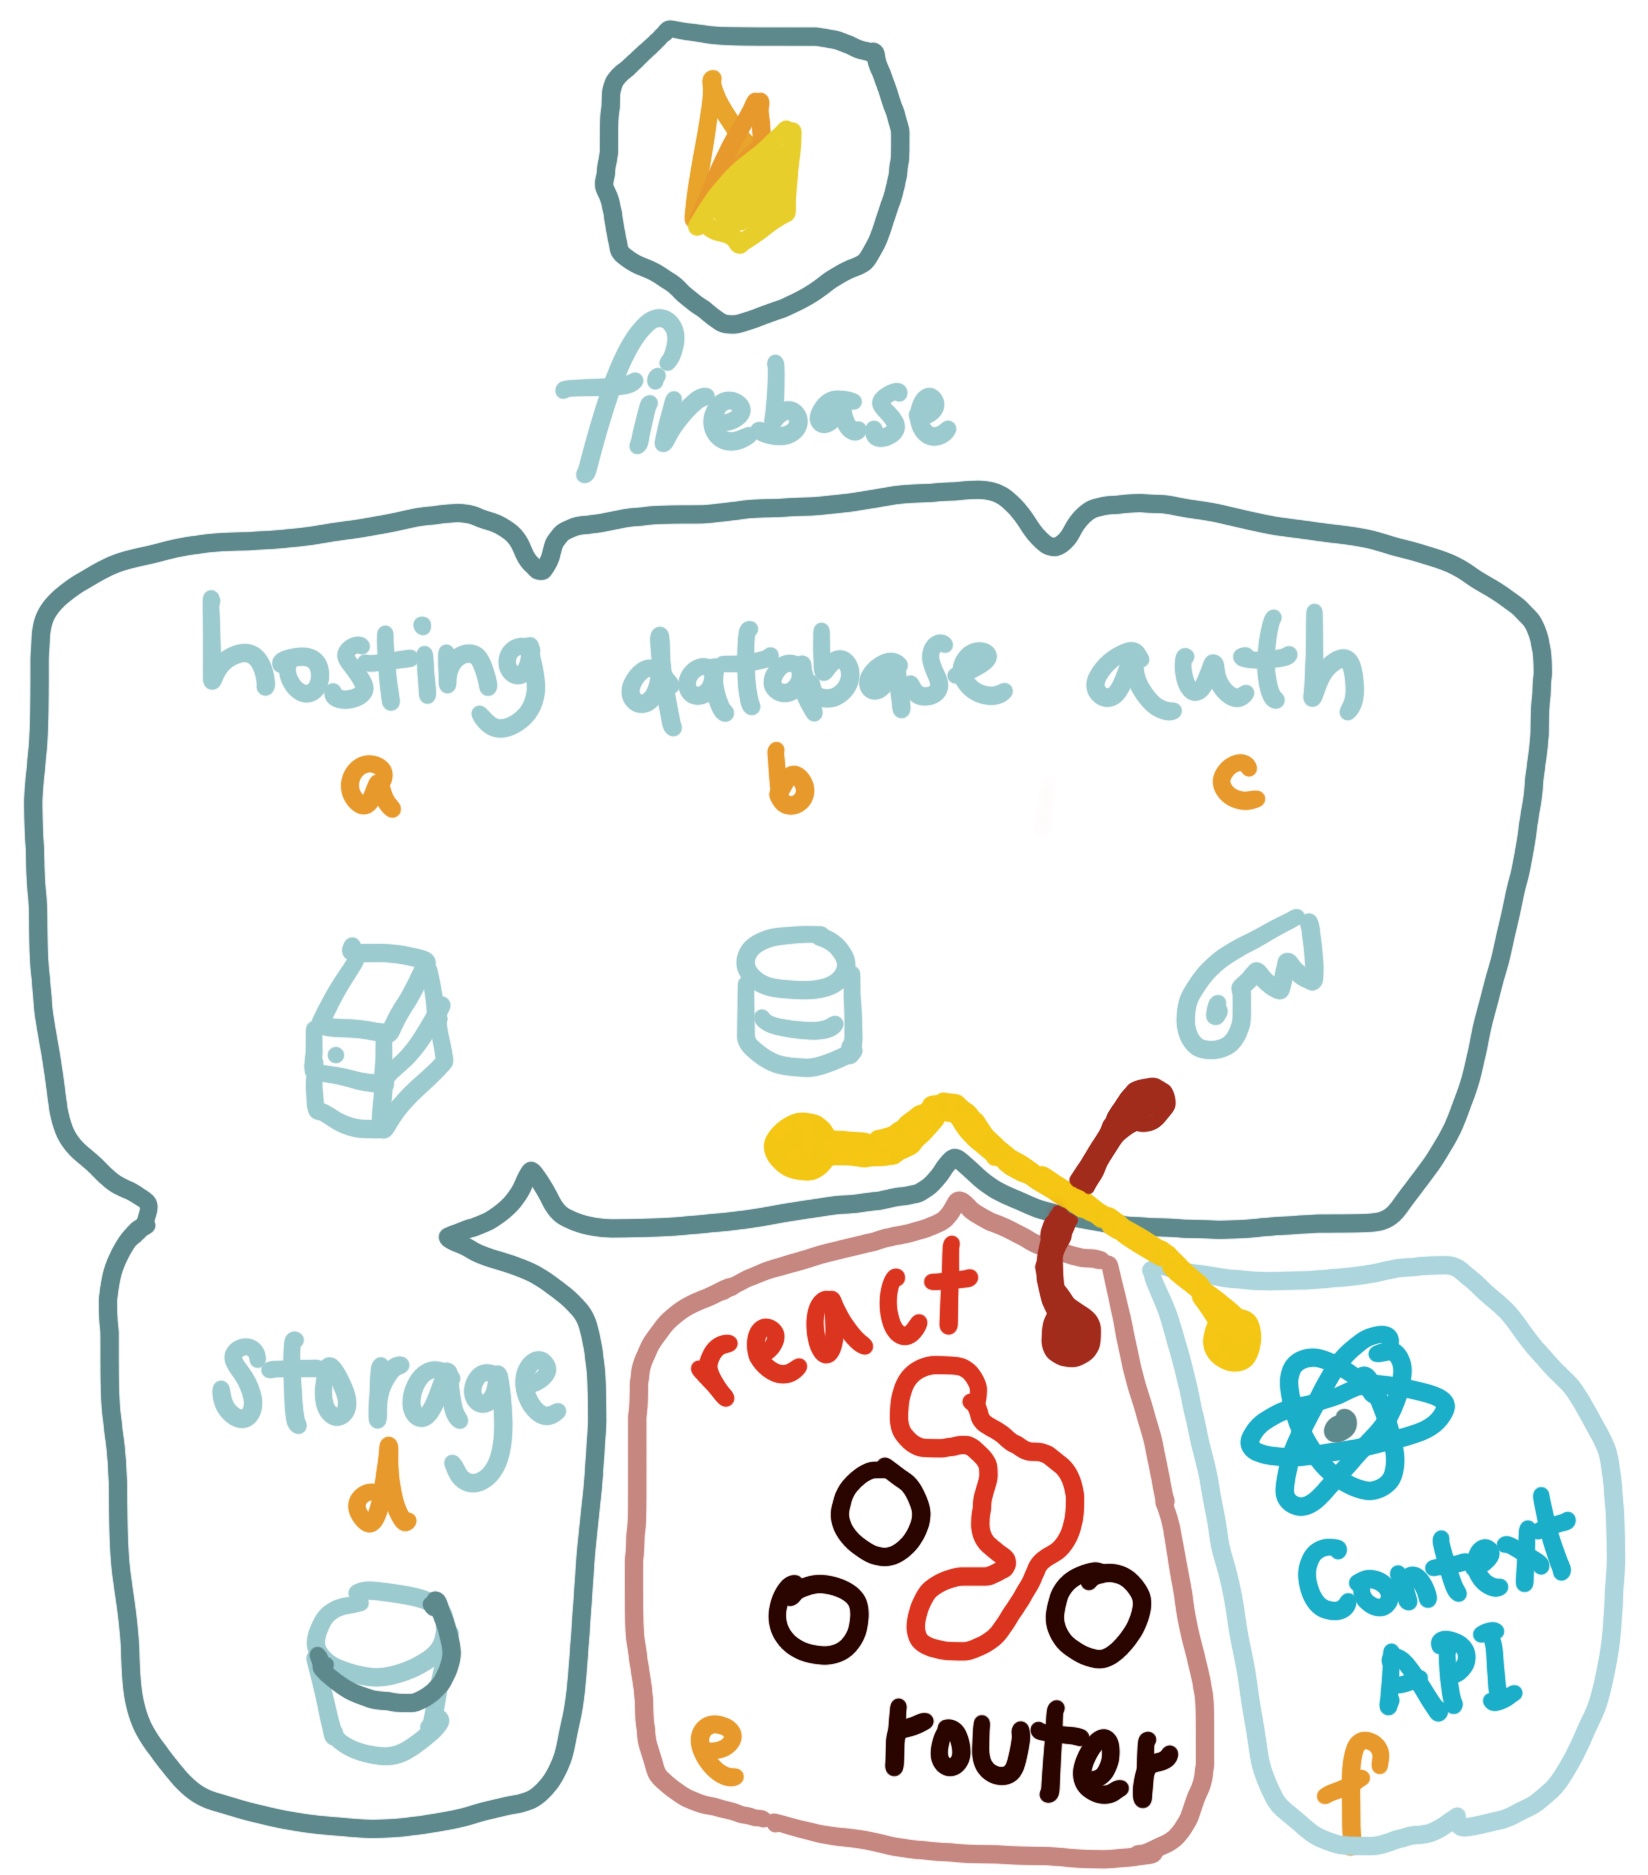 firebase
hosting database auth
a b c
storage
d
react
router
e
Context
API
f